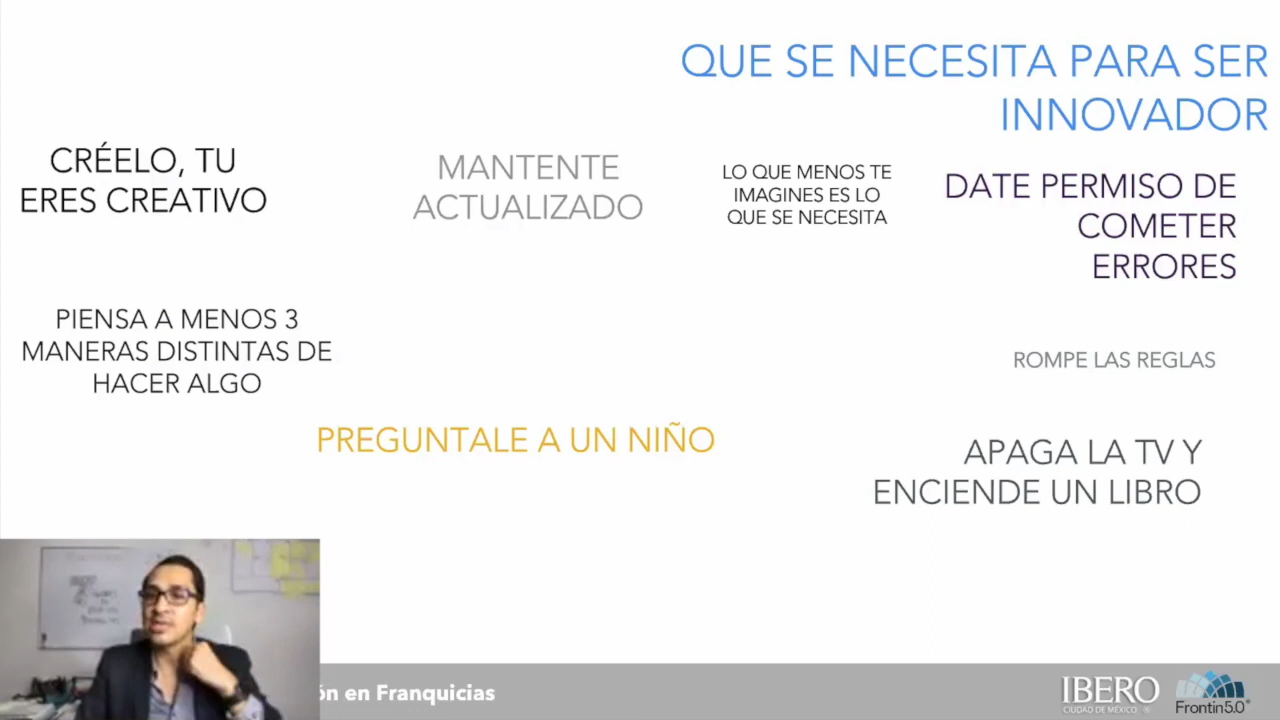 QUE SE NECESITA PARA SER
INNOVADOR
CRÉELO, TU
ERES CREATIVO
MANTENTE
ACTUALIZADO
LO QUE MENOS TE
IMAGINES ES LO
QUE SE NECESITA
DATE PERMISO DE
COMETER
ERRORES
PIENSA A MENOS 3
MANERAS DISTINTAS DE
HACER ALGO
ROMPE LAS REGLAS
PREGUNTALE A UN NIÑO
APAGA LA TV Y
ENCIENDE UN LIBRO
ón en Franquicias
IBERO
CIUDAD DE MÉXICO ®
Frontin5.0®